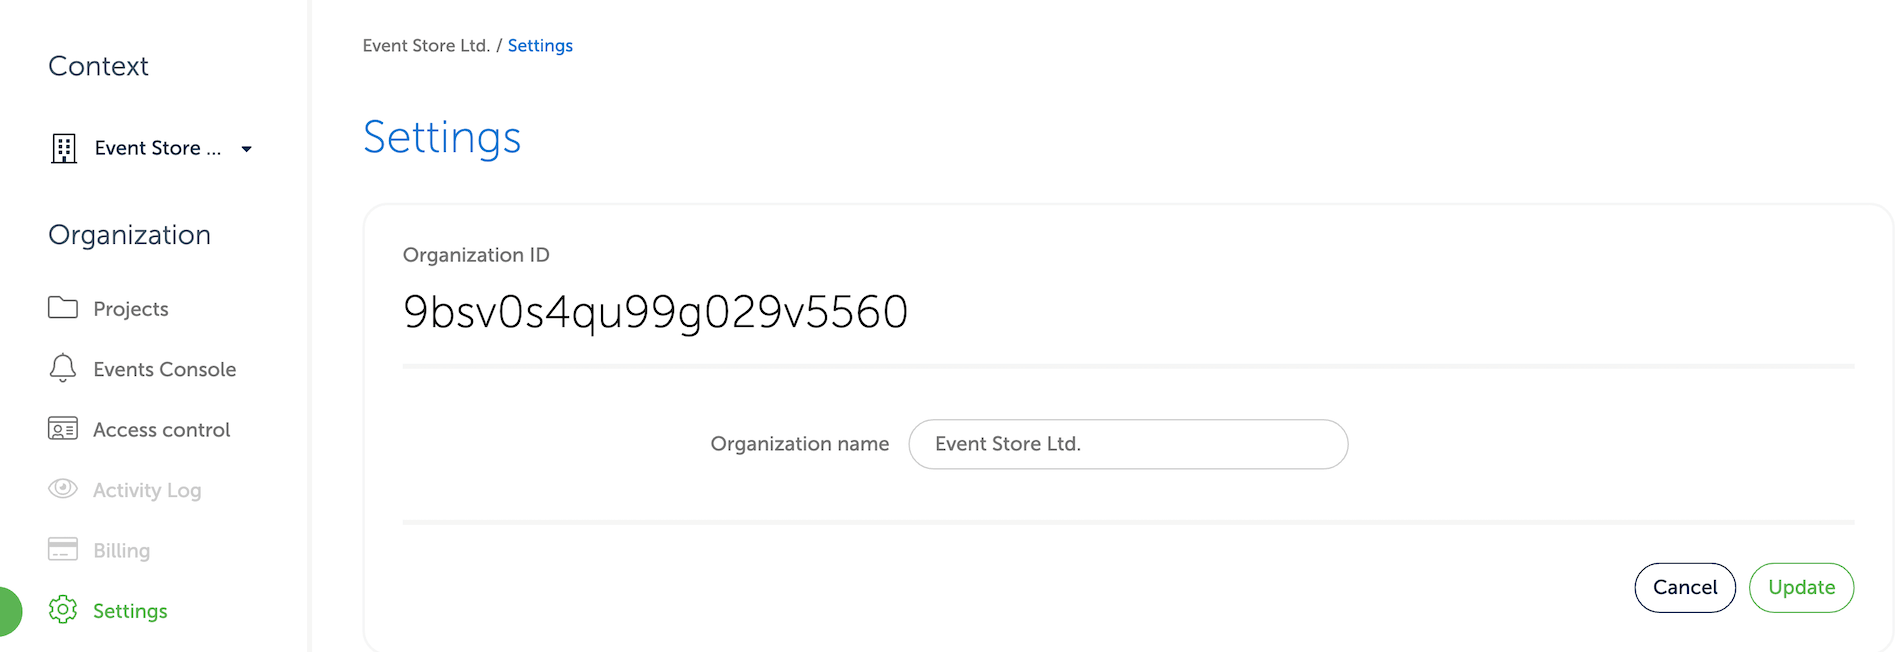 Context
Event Store ...
Organization
Projects
Events Console
Access control
Activity Log
Billing
Settings
Event Store Ltd. / Settings
Settings
Organization ID
9bsv0s4qu99g029v5560
Organization name
Event Store Ltd.
Cancel
Update